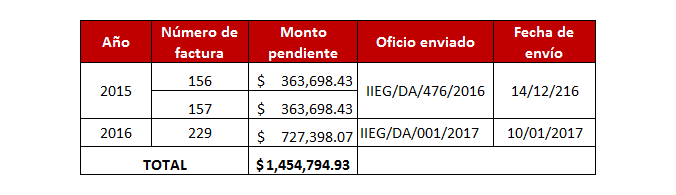 Año Número de factura Monto pendiente Oficio enviado Fecha de envío
2015 156 $ 363,698.43 IIEG/DA/476/2016 14/12/216
157 $ 363,698.43
2016 229 $ 727,398.07 IIEG/DA/001/2017 10/01/2017
TOTAL $ 1,454,794.93